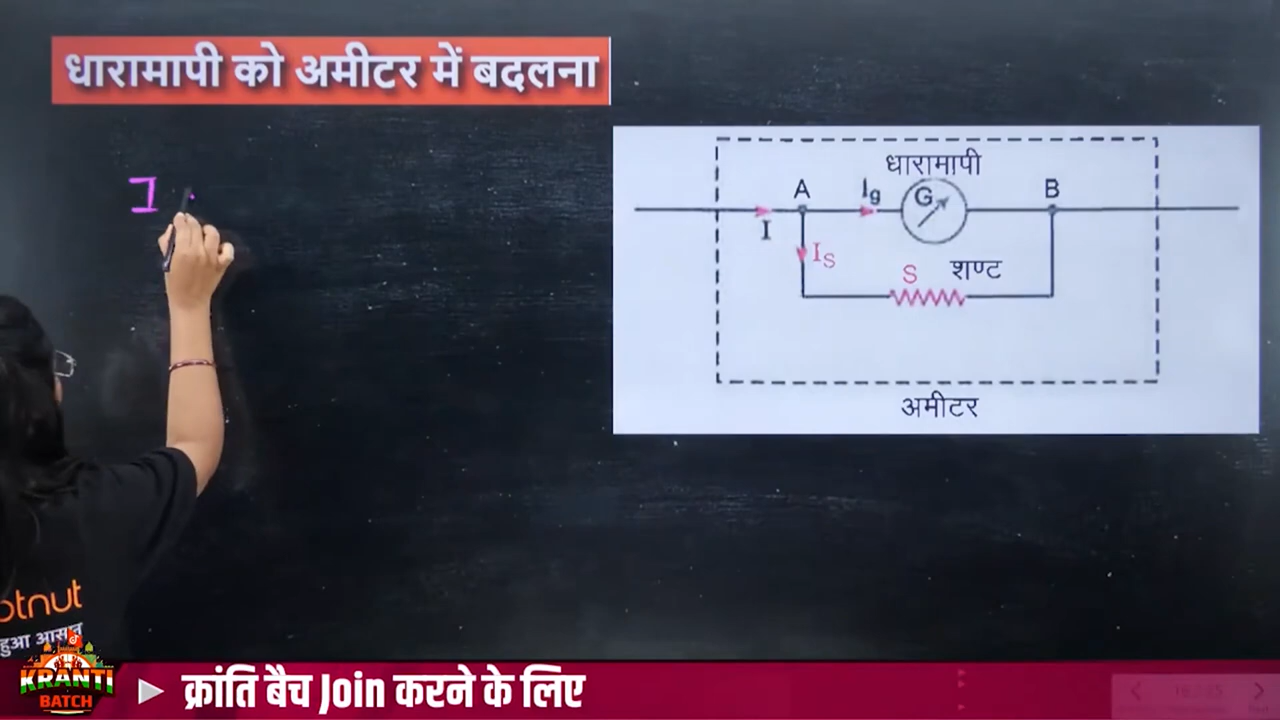 धारामापी को अमीटर में बदलना
I
धारामापी
A
Ig
G
B
I
IS
S
शण्ट
अमीटर
otnut
हुआ आसान
KRANTI
BATCH
क्रांति बैच Join करने के लिए